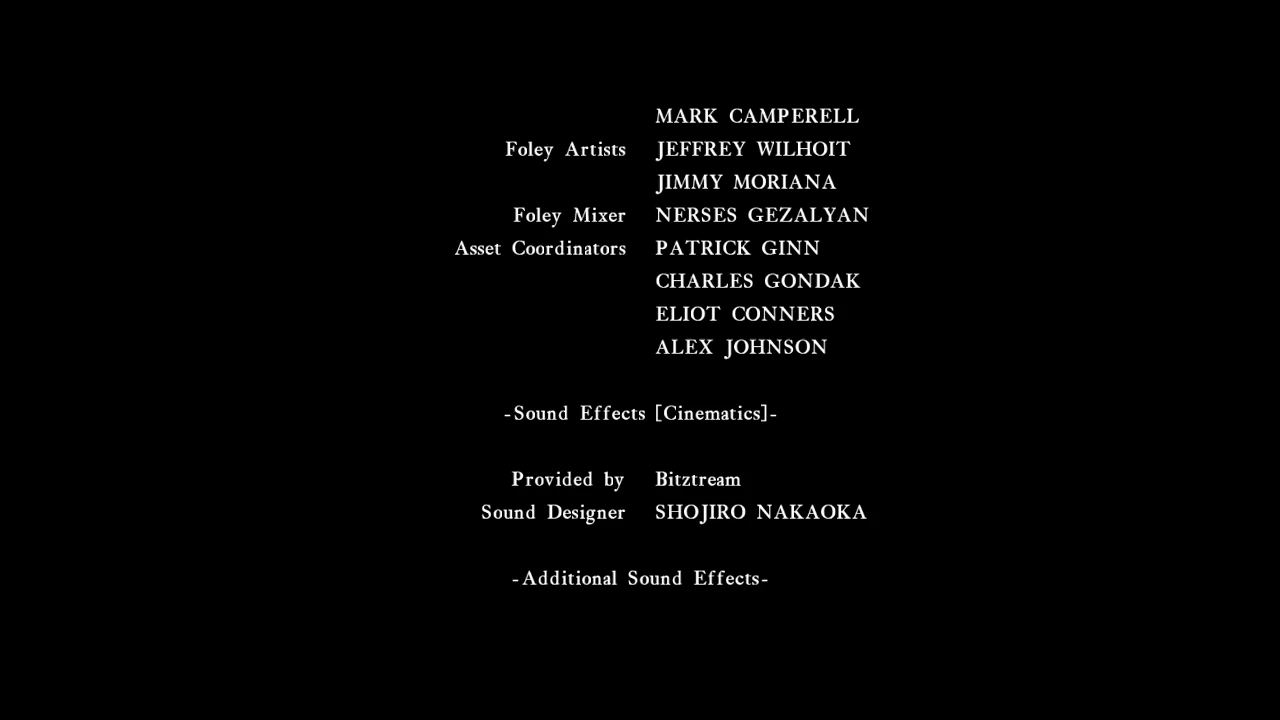 MARK CAMPERELL
Foley Artists JEFFREY WILHOIT
JIMMY MORIANA
Foley Mixer NERSES GEZALYAN
Asset Coordinators PATRICK GINN
CHARLES GONDAK
ELIOT CONNERS
ALEX JOHNSON
-Sound Effects [Cinematics]-
Provided by Bitztream
Sound Designer SHOJIRO NAKAOKA
-Additional Sound Effects-